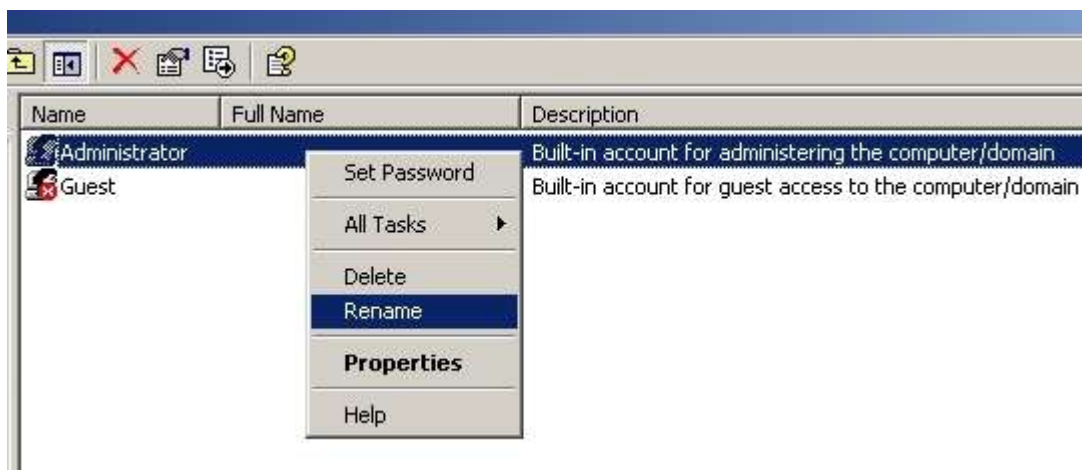 Name Full Name Description
Administrator Built-in account for administering the computer/domain
Guest Built-in account for guest access to the computer/domain
Set Password
All Tasks
Delete
Rename
Properties
Help